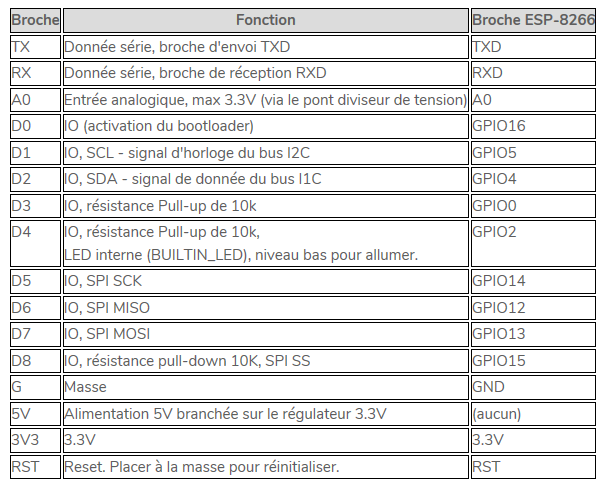 Broche Fonction Broche ESP-8266
TX Donnée série, broche d'envoi TXD TXD
RX Donnée série, broche de réception RXD RXD
A0 Entrée analogique, max 3.3V (via le pont diviseur de tension) A0
D0 IO (activation du bootloader) GPIO16
D1 IO, SCL - signal d'horloge du bus I2C GPIO5
D2 IO, SDA - signal de donnée du bus I1C GPIO4
D3 IO, résistance Pull-up de 10k GPIO0
D4 IO, résistance Pull-up de 10k, GPIO2
LED interne (BUILTIN_LED), niveau bas pour allumer.
D5 IO, SPI SCK GPIO14
D6 IO, SPI MISO GPIO12
D7 IO, SPI MOSI GPIO13
D8 IO, résistance pull-down 10K, SPI SS GPIO15
G Masse GND
5V Alimentation 5V branchée sur le régulateur 3.3V (aucun)
3V3 3.3V 3.3V
RST Reset. Placer à la masse pour réinitialiser. RST